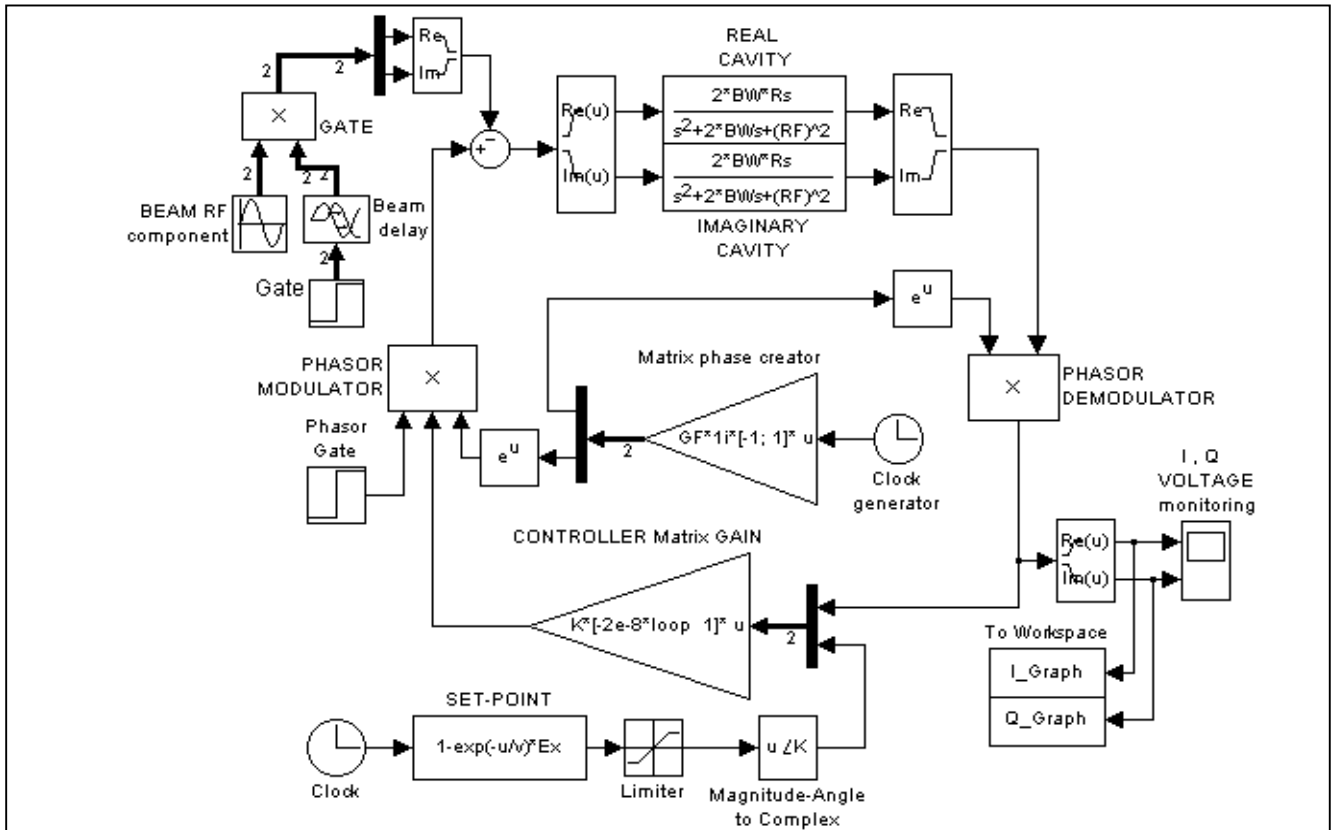 REAL
CAVITY
Re
Im
2
2
×
GATE
2
2
2
BEAM RF
component
Beam
delay
2
Gate
+
-
Re(u)
Im(u)
2*BW*Rs
s2+2*BWs+(RF)^2
2*BW*Rs
s2+2*BWs+(RF)^2
Re
Im
IMAGINARY
CAVITY
eu
PHASOR
MODULATOR
×
Matrix phase creator
×
PHASOR
DEMODULATOR
Phasor
Gate
eu
2
GF*1i*[-1; 1]* u
Clock
generator
I , Q
VOLTAGE
monitoring
CONTROLLER Matrix GAIN
Re(u)
Im(u)
K*[-2e-8*loop 1]* u
2
To Workspace
I_Graph
Q_Graph
SET-POINT
Clock
1-exp(-u/v)*Ex
Limiter
u ∠K
Magnitude-Angle
to Complex